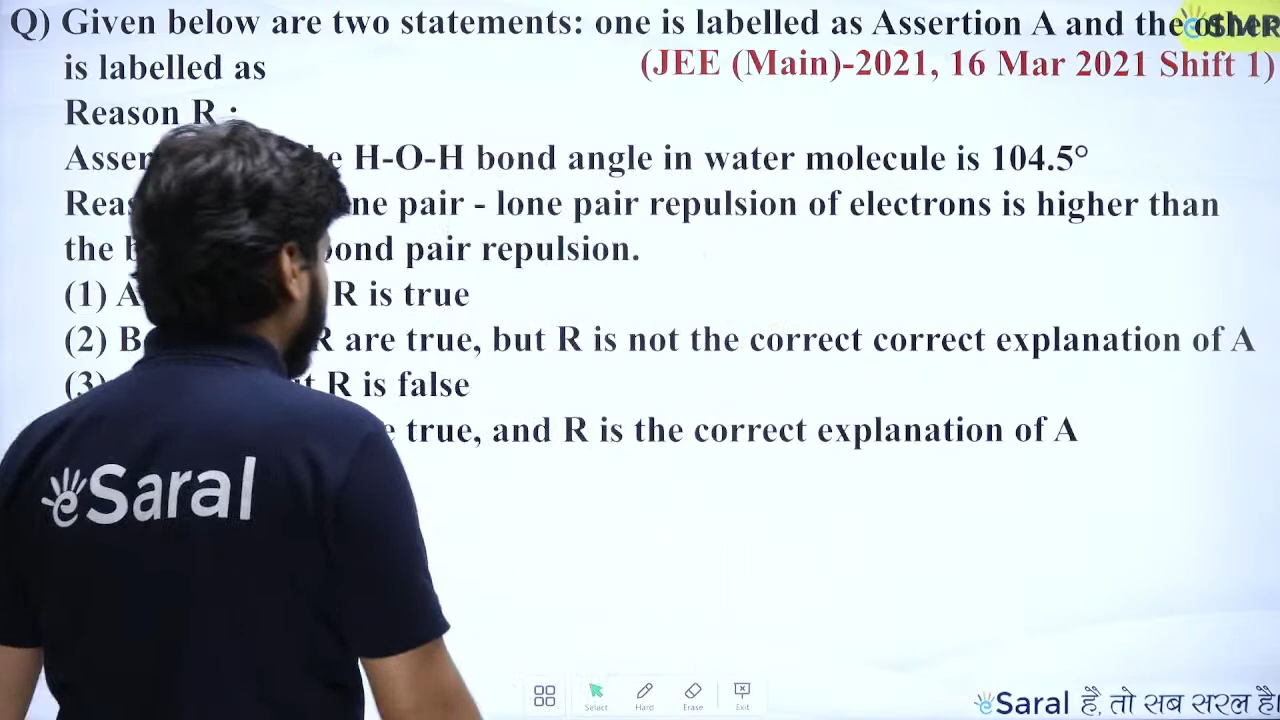 Q) Given below are two statements: one is labelled as Assertion A and the other
is labelled as
(JEE (Main)-2021, 16 Mar 2021 Shift 1)
Reason R :
H-O-H bond angle in water molecule is 104.5°
pair - lone pair repulsion of electrons is higher than
the bond pair repulsion.
(1) A R is true
(2) R are true, but R is not the correct correct explanation of A
(3) R is false
true, and R is the correct explanation of A
eSaral
Select Hard Erase Exit
eSaral है, तो सब सरल है।